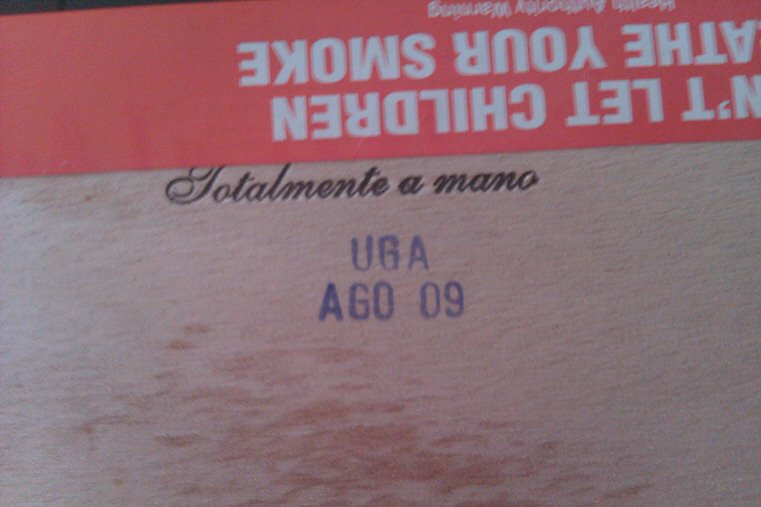 N'T LET CHILDREN
ATHE YOUR SMOKE
Health Authority Warning
Totalmente a mano
UGA
AGO 09